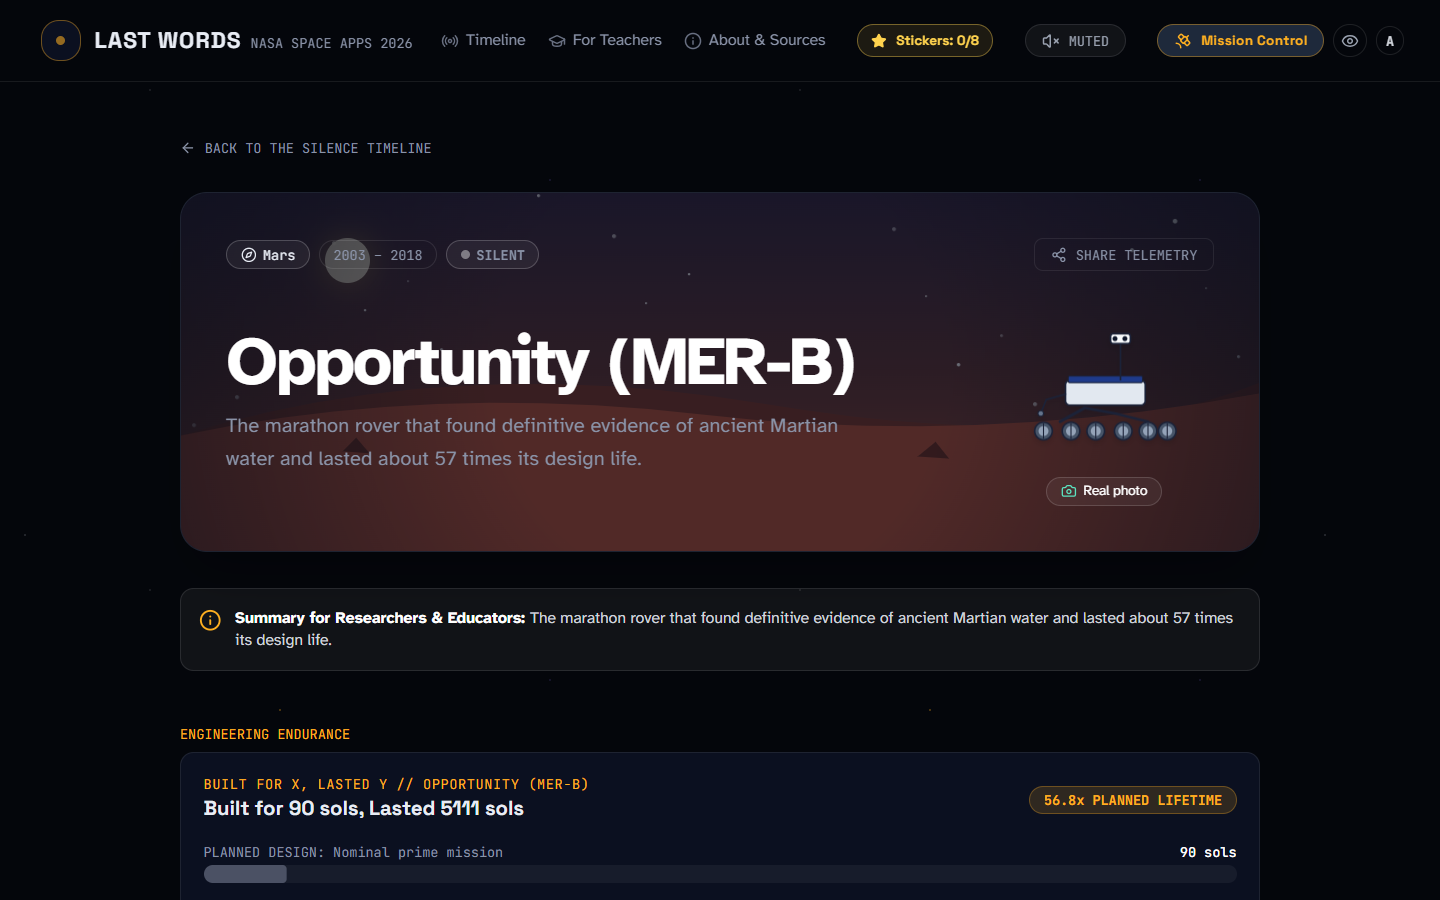 LAST WORDS NASA SPACE APPS 2026 Timeline For Teachers About & Sources Stickers: 0/8 MUTED Mission Control A
BACK TO THE SILENCE TIMELINE
Mars 2003 – 2018 SILENT SHARE TELEMETRY
Opportunity (MER-B)
The marathon rover that found definitive evidence of ancient Martian
water and lasted about 57 times its design life.
Real photo
Summary for Researchers & Educators: The marathon rover that found definitive evidence of ancient Martian water and lasted about 57 times
its design life.
ENGINEERING ENDURANCE
BUILT FOR X, LASTED Y // OPPORTUNITY (MER-B)
Built for 90 sols, Lasted 5111 sols
56.8x PLANNED LIFETIME
PLANNED DESIGN: Nominal prime mission 90 sols